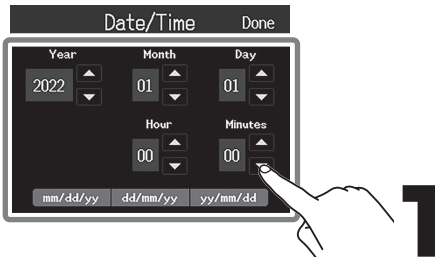 Date/Time Done
Year Month Day
2022 01 01
Hour Minutes
00 00
mm/dd/yy dd/mm/yy yy/mm/dd
1